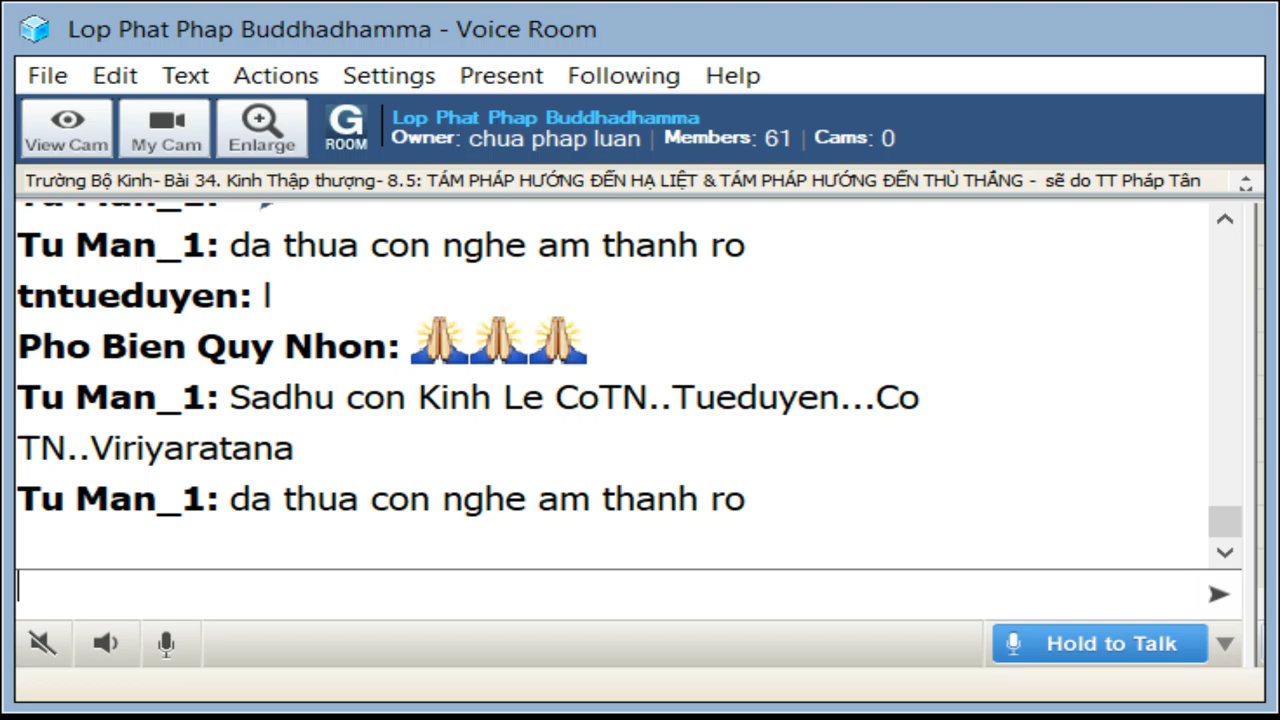 Lop Phat Phap Buddhadhamma - Voice Room
File Edit Text Actions Settings Present Following Help
View Cam My Cam Enlarge G ROOM
Lop Phat Phap Buddhadhamma
Owner: chua phap luan | Members: 61 | Cams: 0
Trường Bộ Kinh- Bài 34. Kinh Thập thượng- 8.5: TÁM PHÁP HƯỚNG ĐẾN HẠ LIỆT & TÁM PHÁP HƯỚNG ĐẾN THÙ THẮNG - sẽ do TT Pháp Tân
Tu Man_1: da thua con nghe am thanh ro
tntueduyen: l
Pho Bien Quy Nhon:
Tu Man_1: Sadhu con Kinh Le CoTN..Tueduyen...Co
TN..Viriyaratana
Tu Man_1: da thua con nghe am thanh ro
Hold to Talk